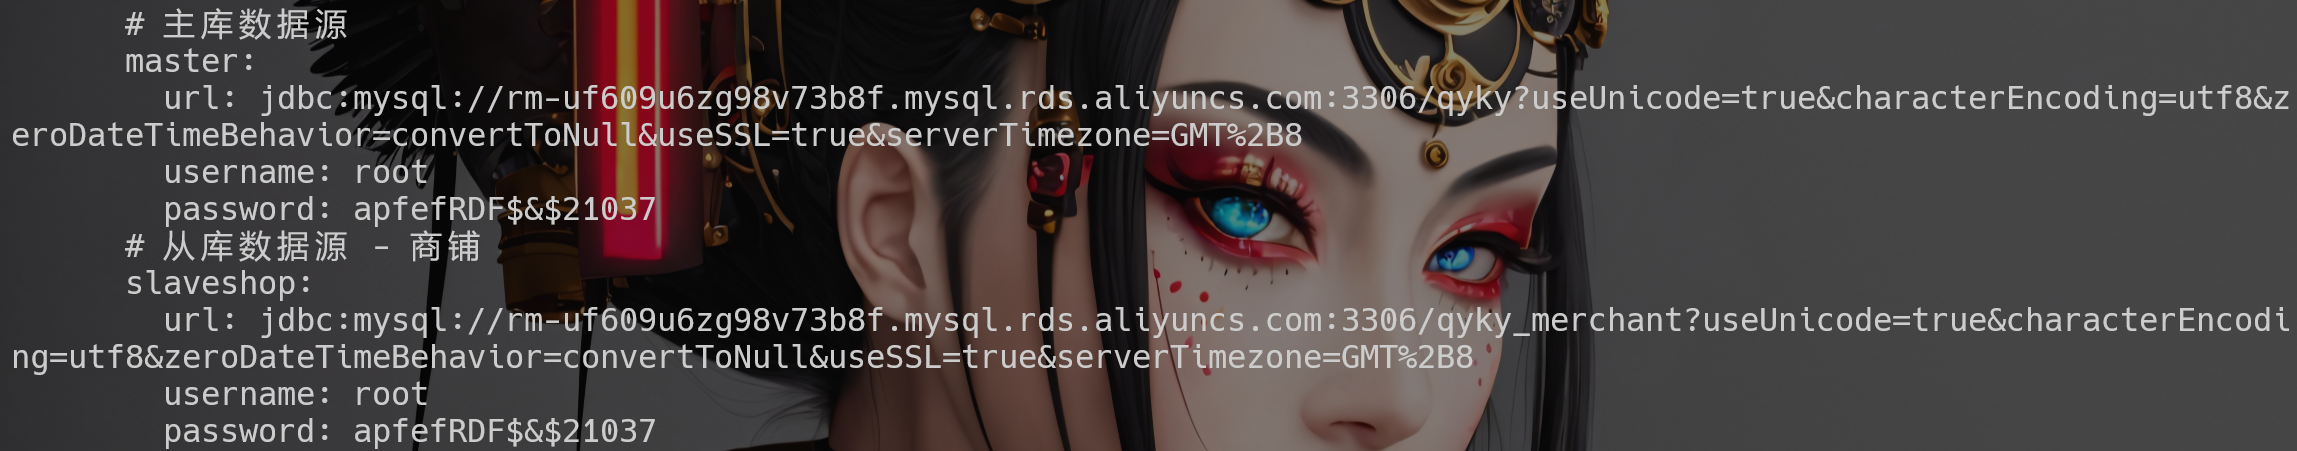 # 主库数据源
master:
url: jdbc:mysql://rm-uf609u6zg98v73b8f.mysql.rds.aliyuncs.com:3306/qyky?useUnicode=true&characterEncoding=utf8&z
eroDateTimeBehavior=convertToNull&useSSL=true&serverTimezone=GMT%2B8
username: root
password: apfefRDF$&$21037
# 从库数据源 - 商铺
slaveshop:
url: jdbc:mysql://rm-uf609u6zg98v73b8f.mysql.rds.aliyuncs.com:3306/qyky_merchant?useUnicode=true&characterEncodi
ng=utf8&zeroDateTimeBehavior=convertToNull&useSSL=true&serverTimezone=GMT%2B8
username: root
password: apfefRDF$&$21037